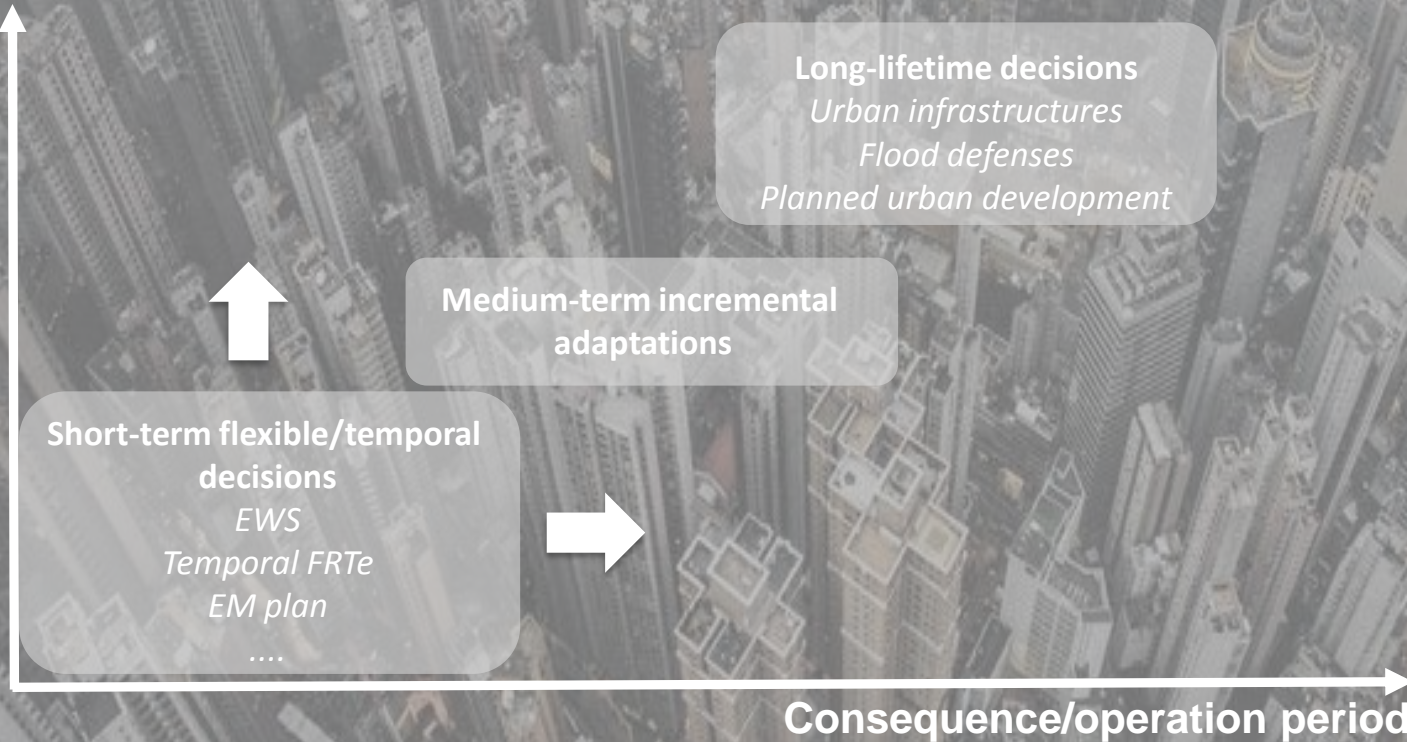 Long-lifetime decisions
Urban infrastructures
Flood defenses
Planned urban development
Medium-term incremental
adaptations
Short-term flexible/temporal
decisions
EWS
Temporal FRTe
EM plan
....
Consequence/operation period